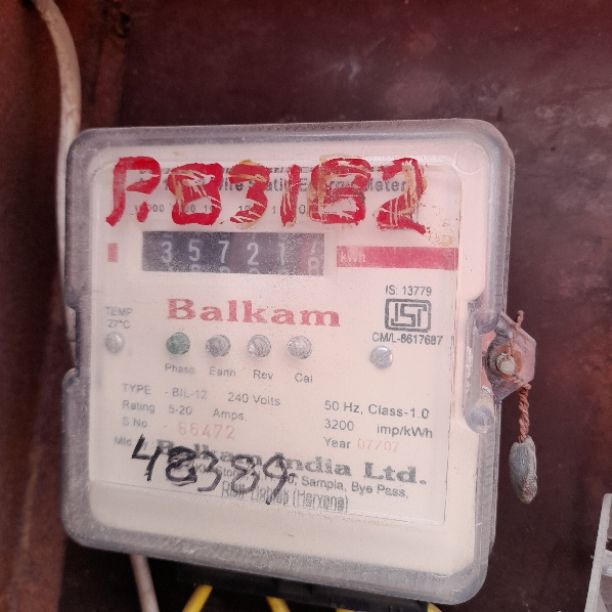 P.83182
35721
kWh
Balkam
IS: 13779
ISI
CM/L-8617687
TEMP
27°C
Phase Earth Rev Cal
TYPE - BIL-12 240 Volts
Rating 5-20 Amps.
50 Hz, Class-1.0
3200 imp/kWh
S No 66472
Year 07/07
48389
Balkam India Ltd.
Sampla, Bye Pass,
(Haryana)